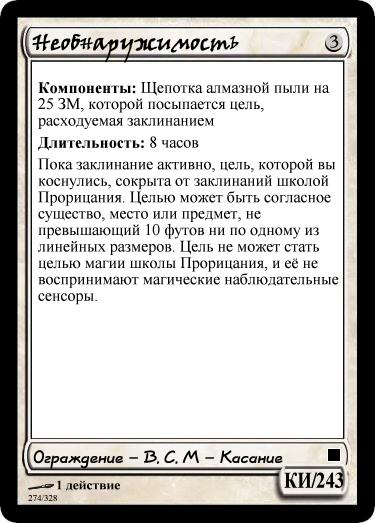 Необнаружимость 3
Компоненты: Щепотка алмазной пыли на
25 ЗМ, которой посыпается цель,
расходуемая заклинанием
Длительность: 8 часов
Пока заклинание активно, цель, которой вы
коснулись, сокрыта от заклинаний школой
Прорицания. Целью может быть согласное
существо, место или предмет, не
превышающий 10 футов ни по одному из
линейных размеров. Цель не может стать
целью магии школы Прорицания, и её не
воспринимают магические наблюдательные
сенсоры.
Ограждение – В, С, М – Касание
1 действие
КИ/243
274/328